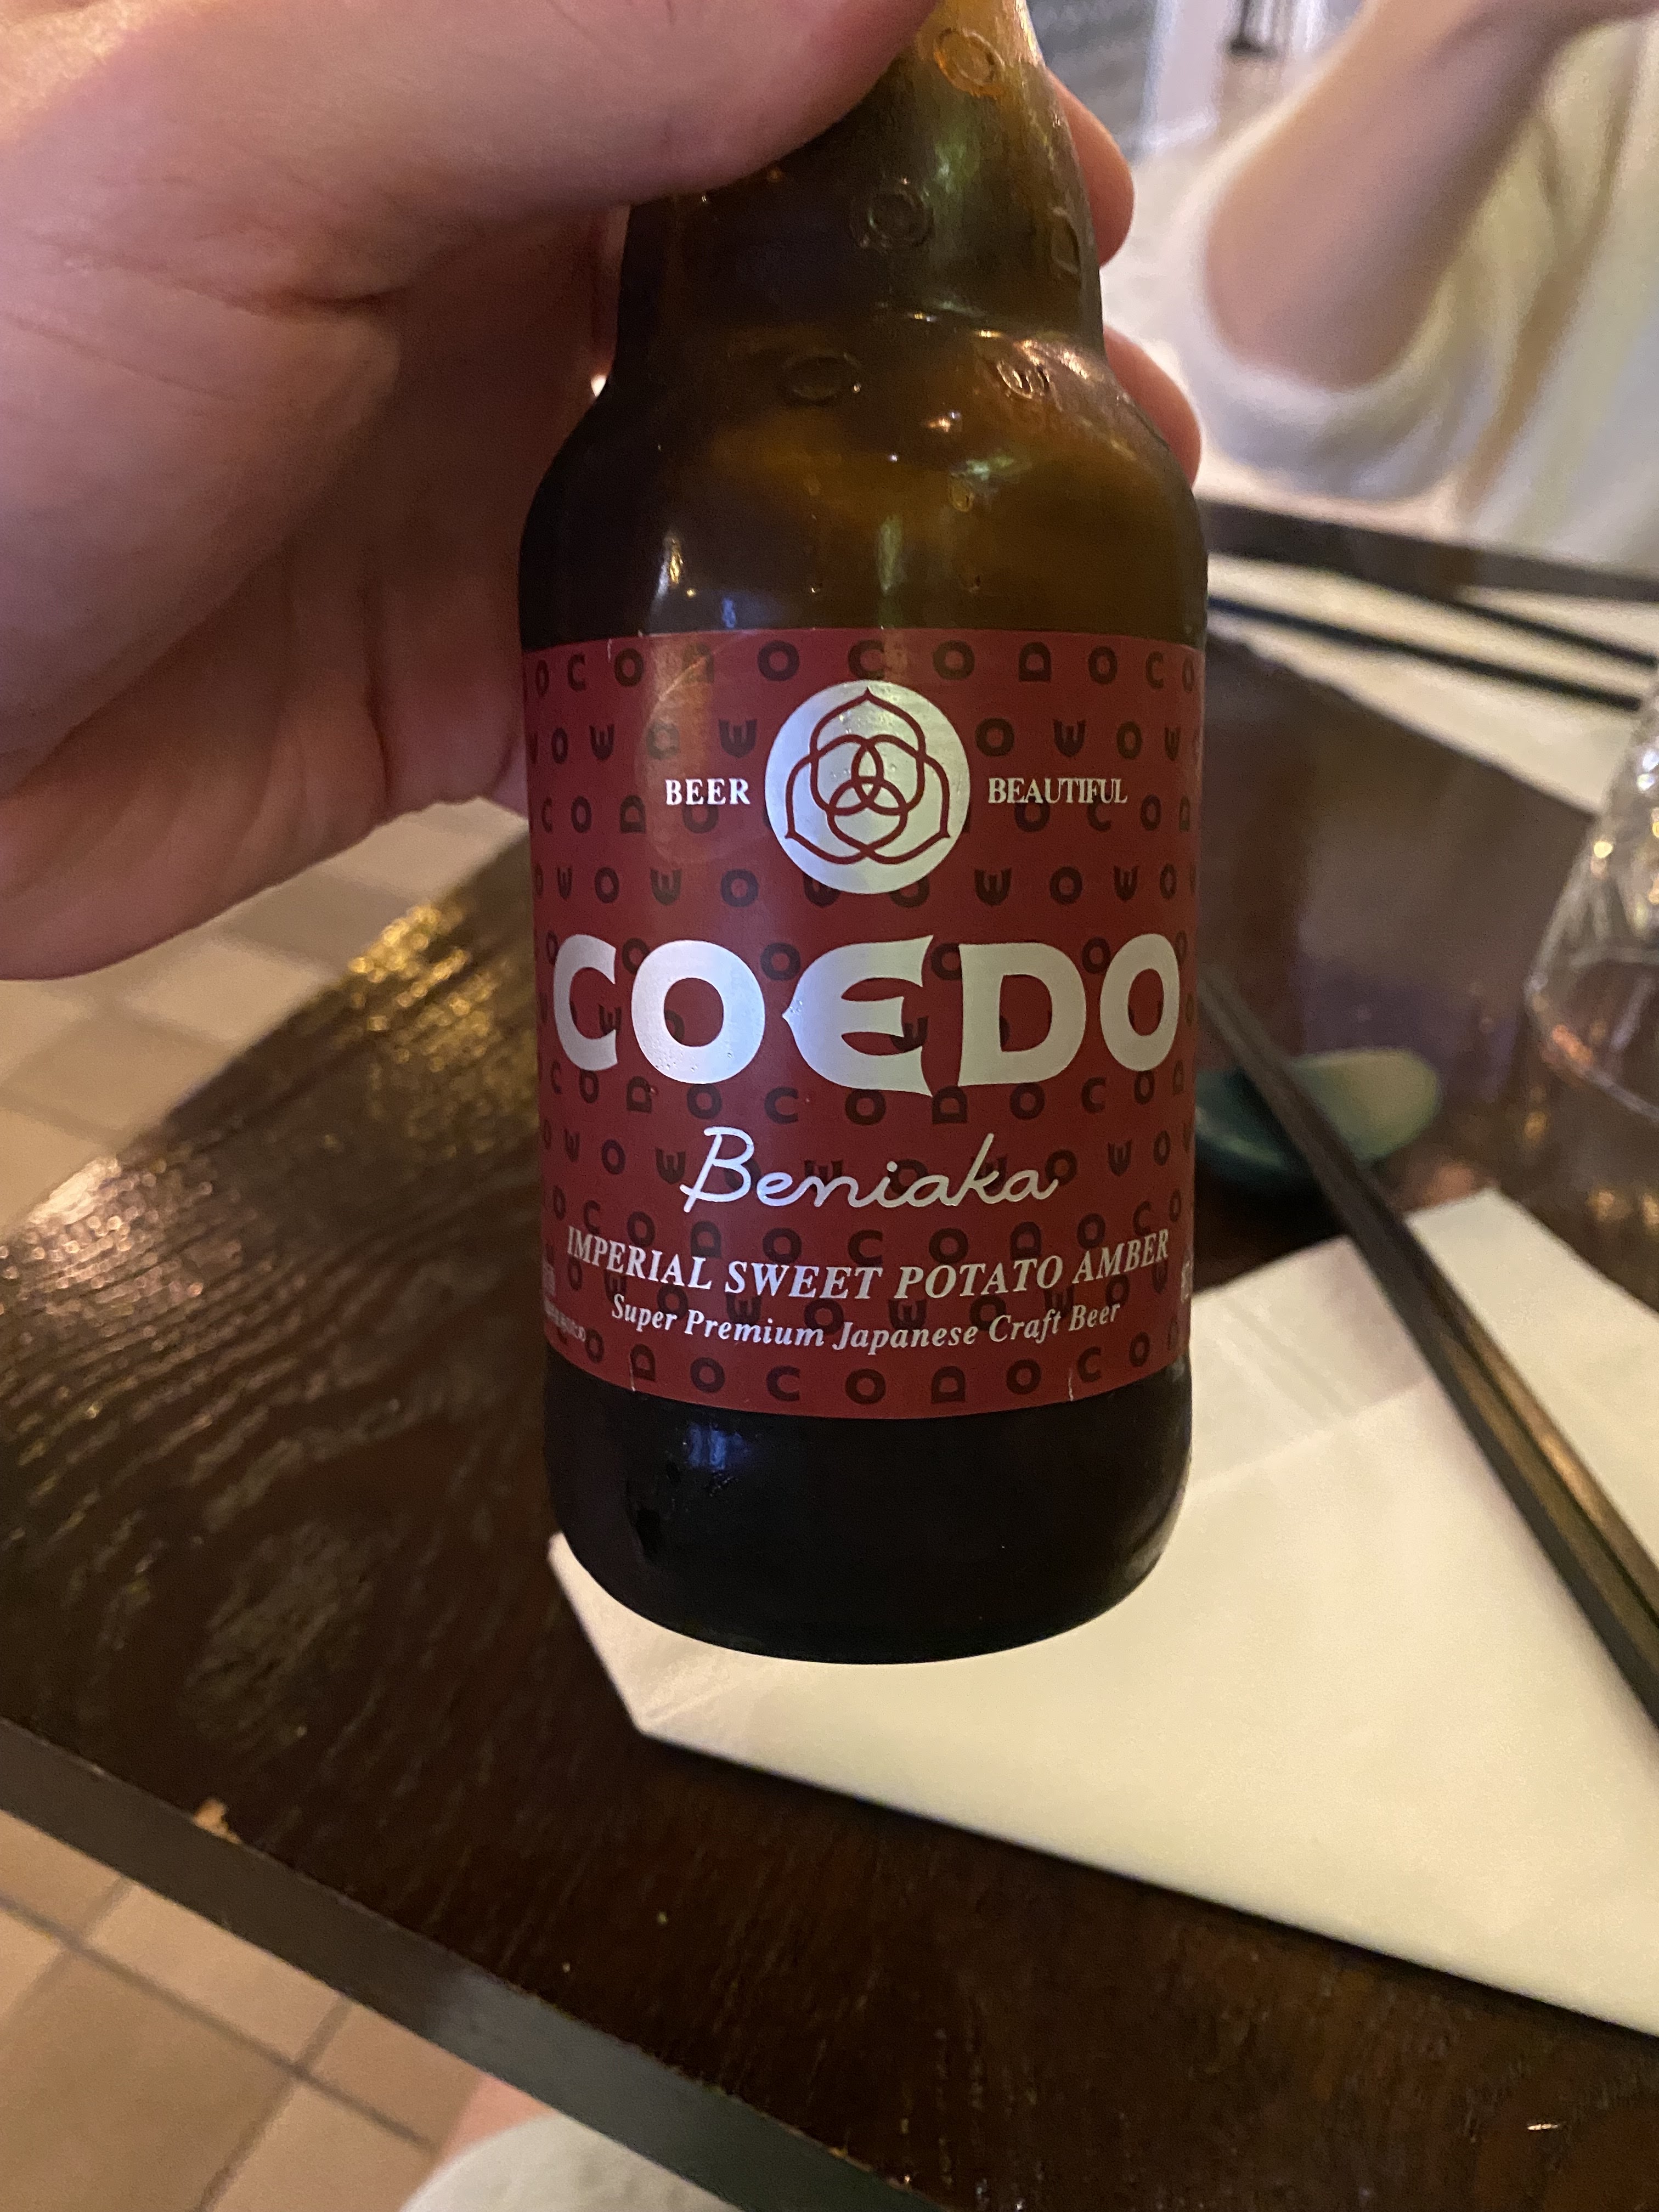 BEER BEAUTIFUL
COEDO
Beniaka
IMPERIAL SWEET POTATO AMBER
Super Premium Japanese Craft Beer